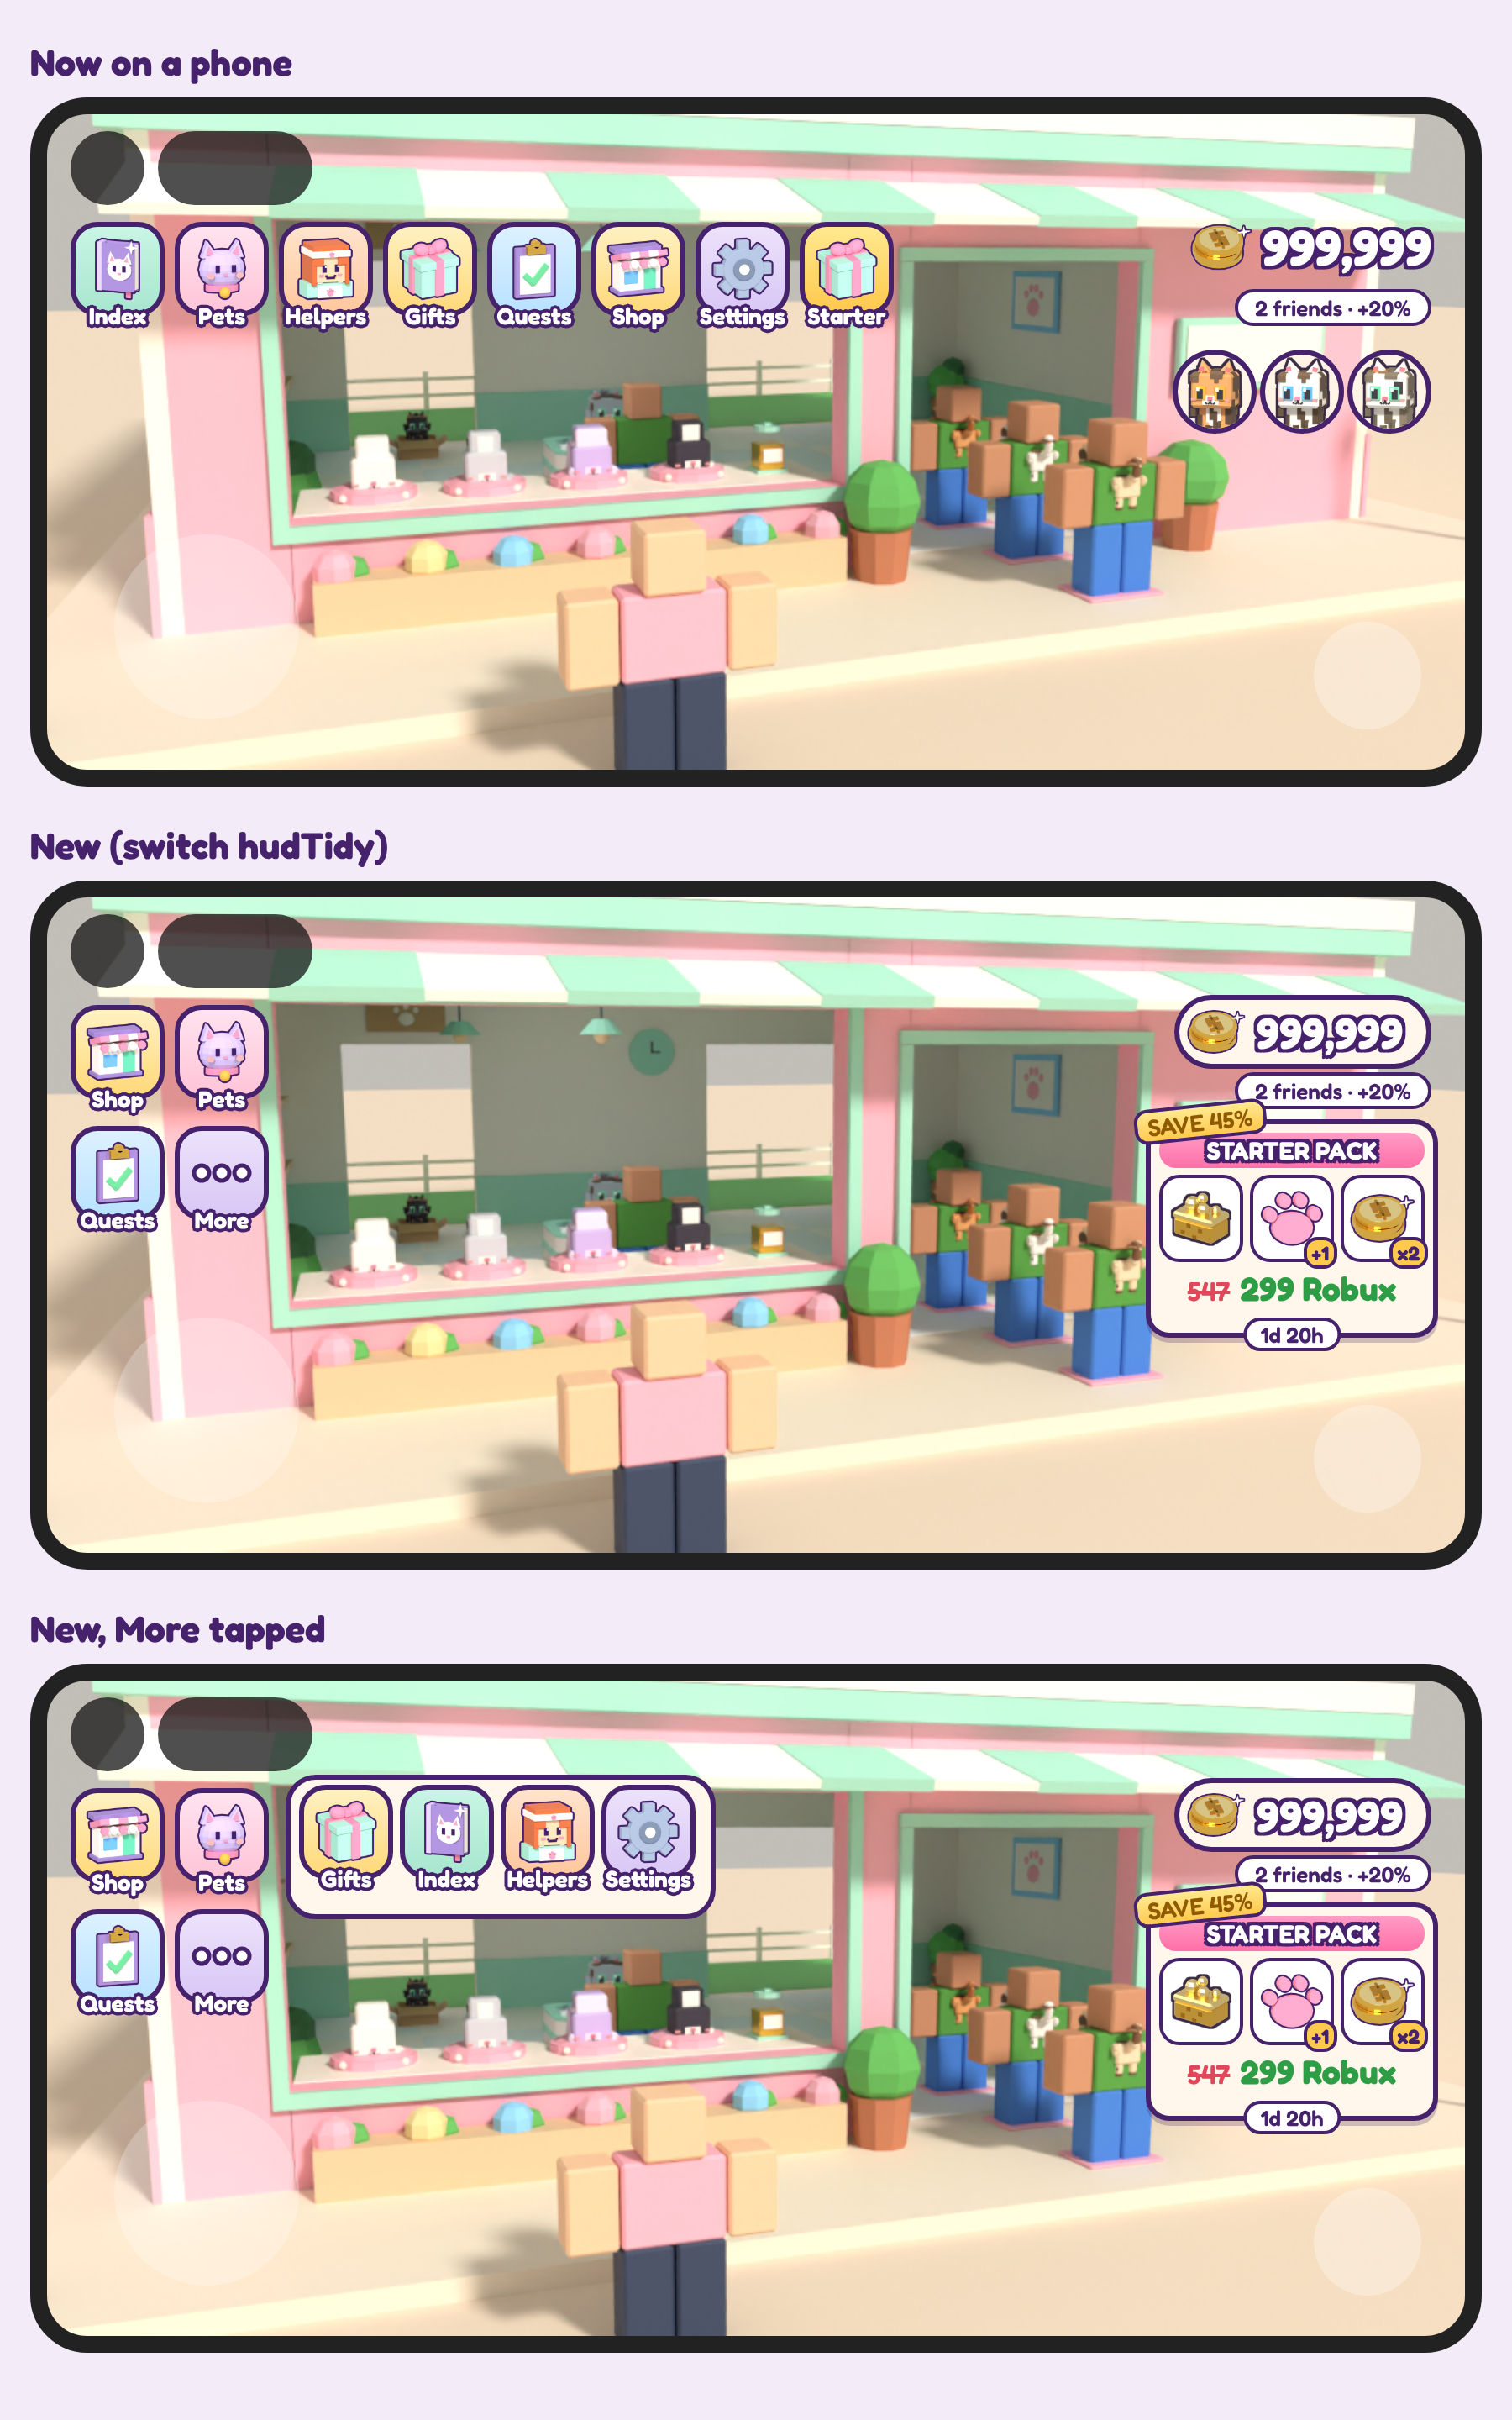 Now on a phone
Index Pets Helpers Gifts Quests Shop Settings Starter
999,999
2 friends · +20%
New (switch hudTidy)
Shop Pets
Quests More
999,999
2 friends · +20%
SAVE 45%
STARTER PACK
+1 x2
547 299 Robux
1d 20h
New, More tapped
Shop Pets
Gifts Index Helpers Settings
Quests More
999,999
2 friends · +20%
SAVE 45%
STARTER PACK
+1 x2
547 299 Robux
1d 20h